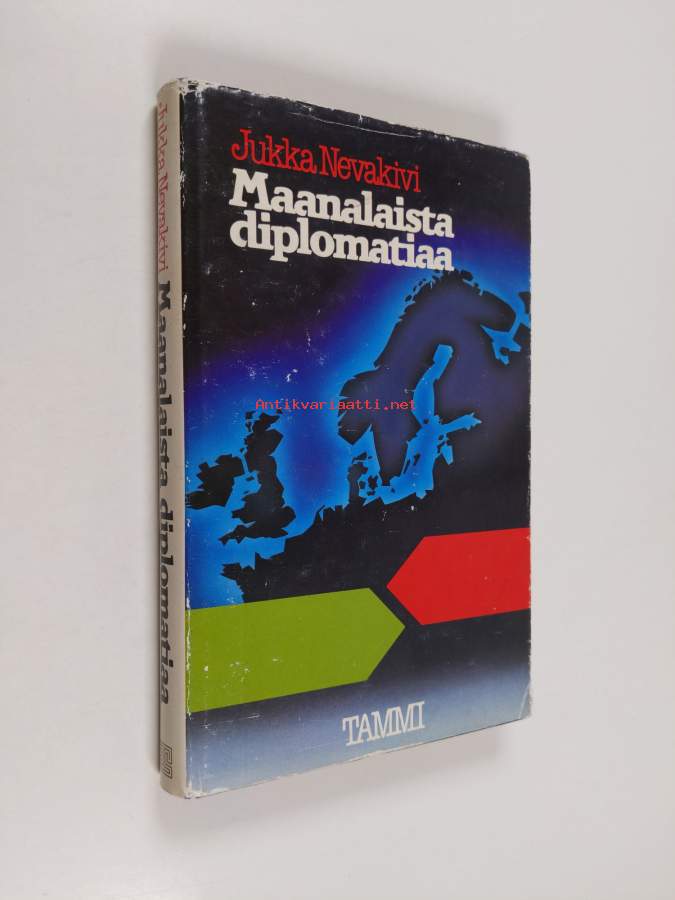 Jukka Nevakivi
Maanalaista
diplomatiaa
Antikvariaatti.net
TAMMI
Jukka Nevakivi Maanalaista diplomatiaa